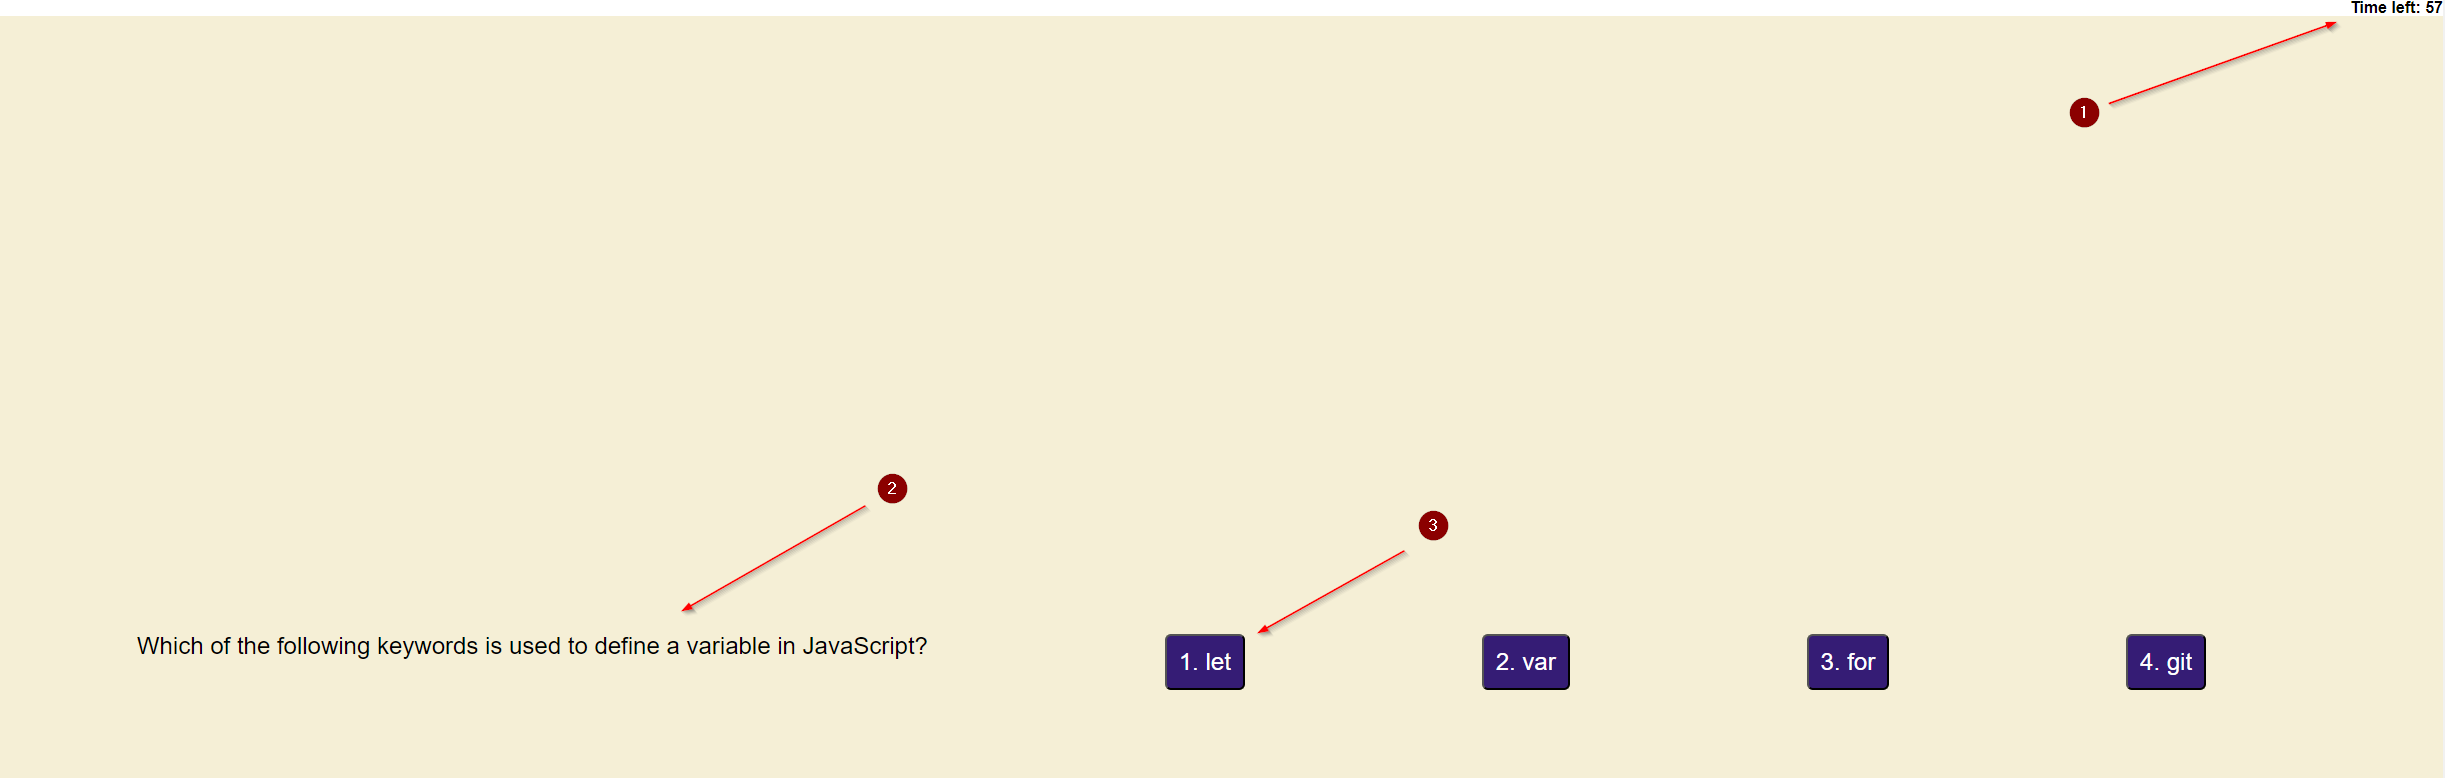 Time left: 57
1
2
3
Which of the following keywords is used to define a variable in JavaScript?
1. let
2. var
3. for
4. git